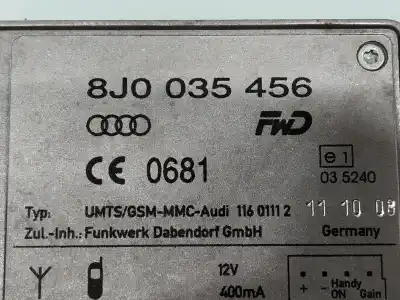 8J0 035 456
FWD
CE 0681
e1
03 5240
Typ: UMTS/GSM-MMC-Audi 116 0111 2 11 10 08
Zul.-Inh.: Funkwerk Dabendorf GmbH Germany
12V
400mA
+ - Handy Gain
ON